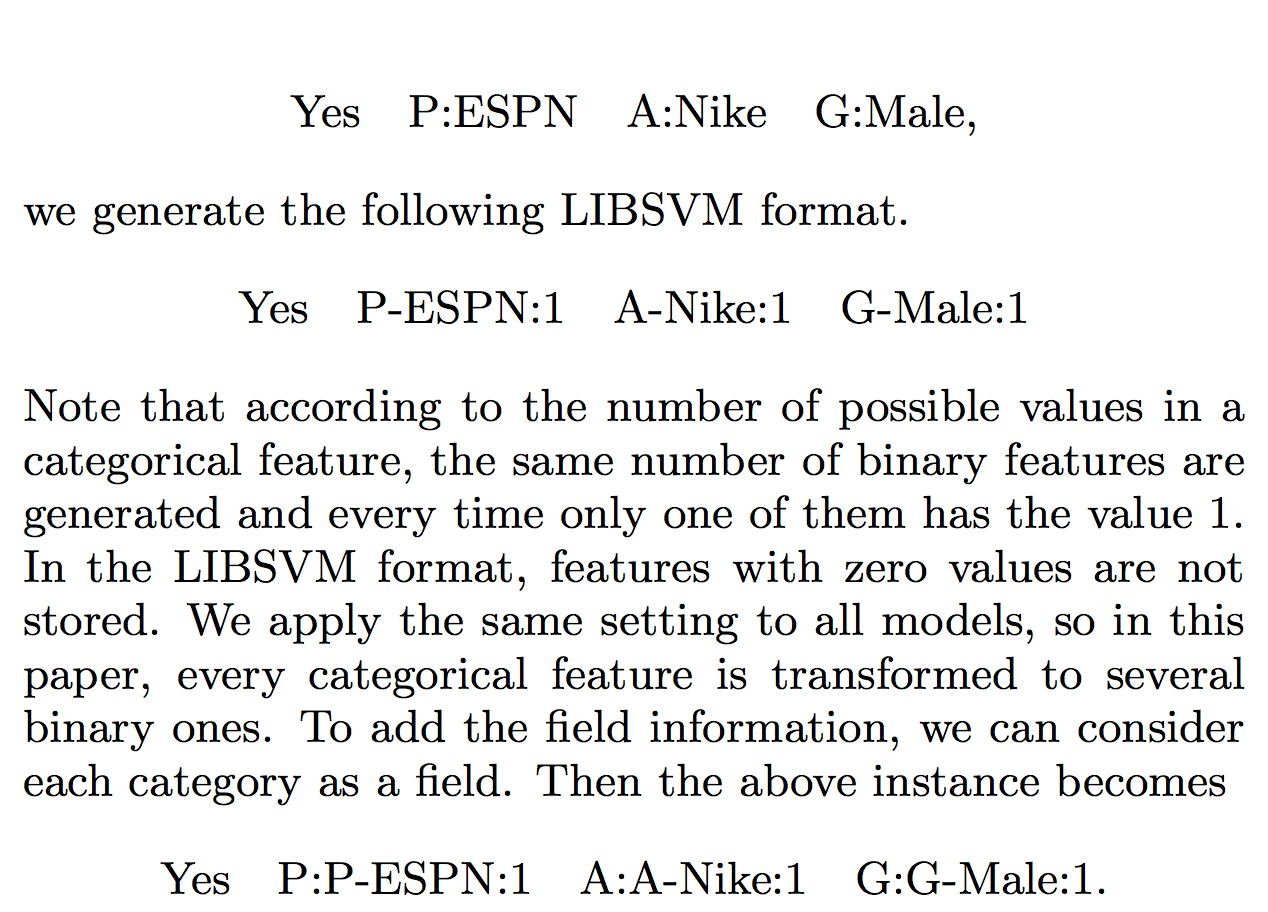 Yes P:ESPN A:Nike G:Male,
we generate the following LIBSVM format.
Yes P-ESPN:1 A-Nike:1 G-Male:1
Note that according to the number of possible values in a
categorical feature, the same number of binary features are
generated and every time only one of them has the value 1.
In the LIBSVM format, features with zero values are not
stored. We apply the same setting to all models, so in this
paper, every categorical feature is transformed to several
binary ones. To add the field information, we can consider
each category as a field. Then the above instance becomes
Yes P:P-ESPN:1 A:A-Nike:1 G:G-Male:1.